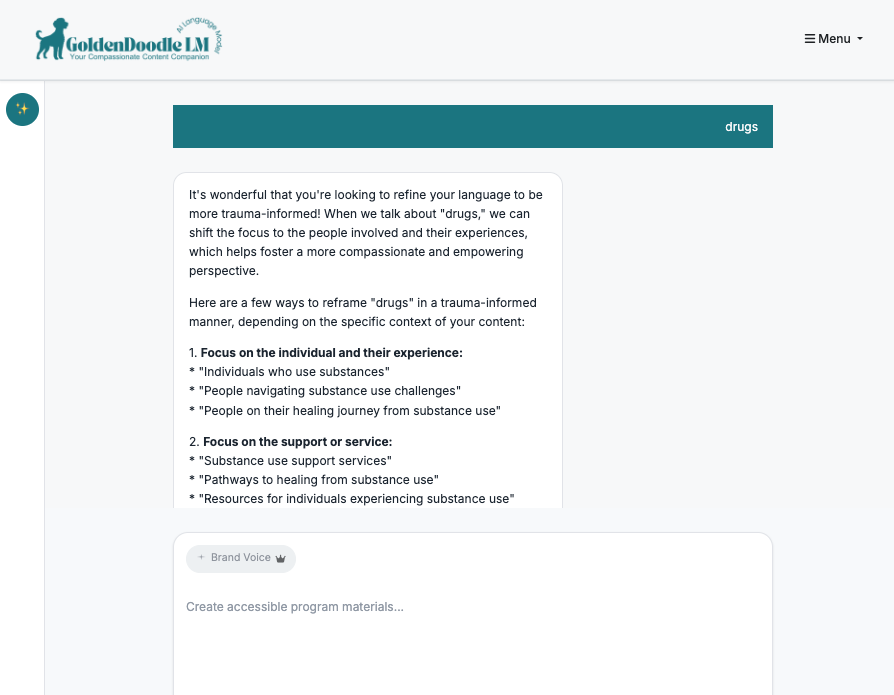 AI Language Model
GoldenDoodle LM
Your Compassionate Content Companion
Menu
drugs
It's wonderful that you're looking to refine your language to be
more trauma-informed! When we talk about "drugs," we can
shift the focus to the people involved and their experiences,
which helps foster a more compassionate and empowering
perspective.
Here are a few ways to reframe "drugs" in a trauma-informed
manner, depending on the specific context of your content:
1. Focus on the individual and their experience:
* "Individuals who use substances"
* "People navigating substance use challenges"
* "People on their healing journey from substance use"
2. Focus on the support or service:
* "Substance use support services"
* "Pathways to healing from substance use"
* "Resources for individuals experiencing substance use"
+ Brand Voice
Create accessible program materials...